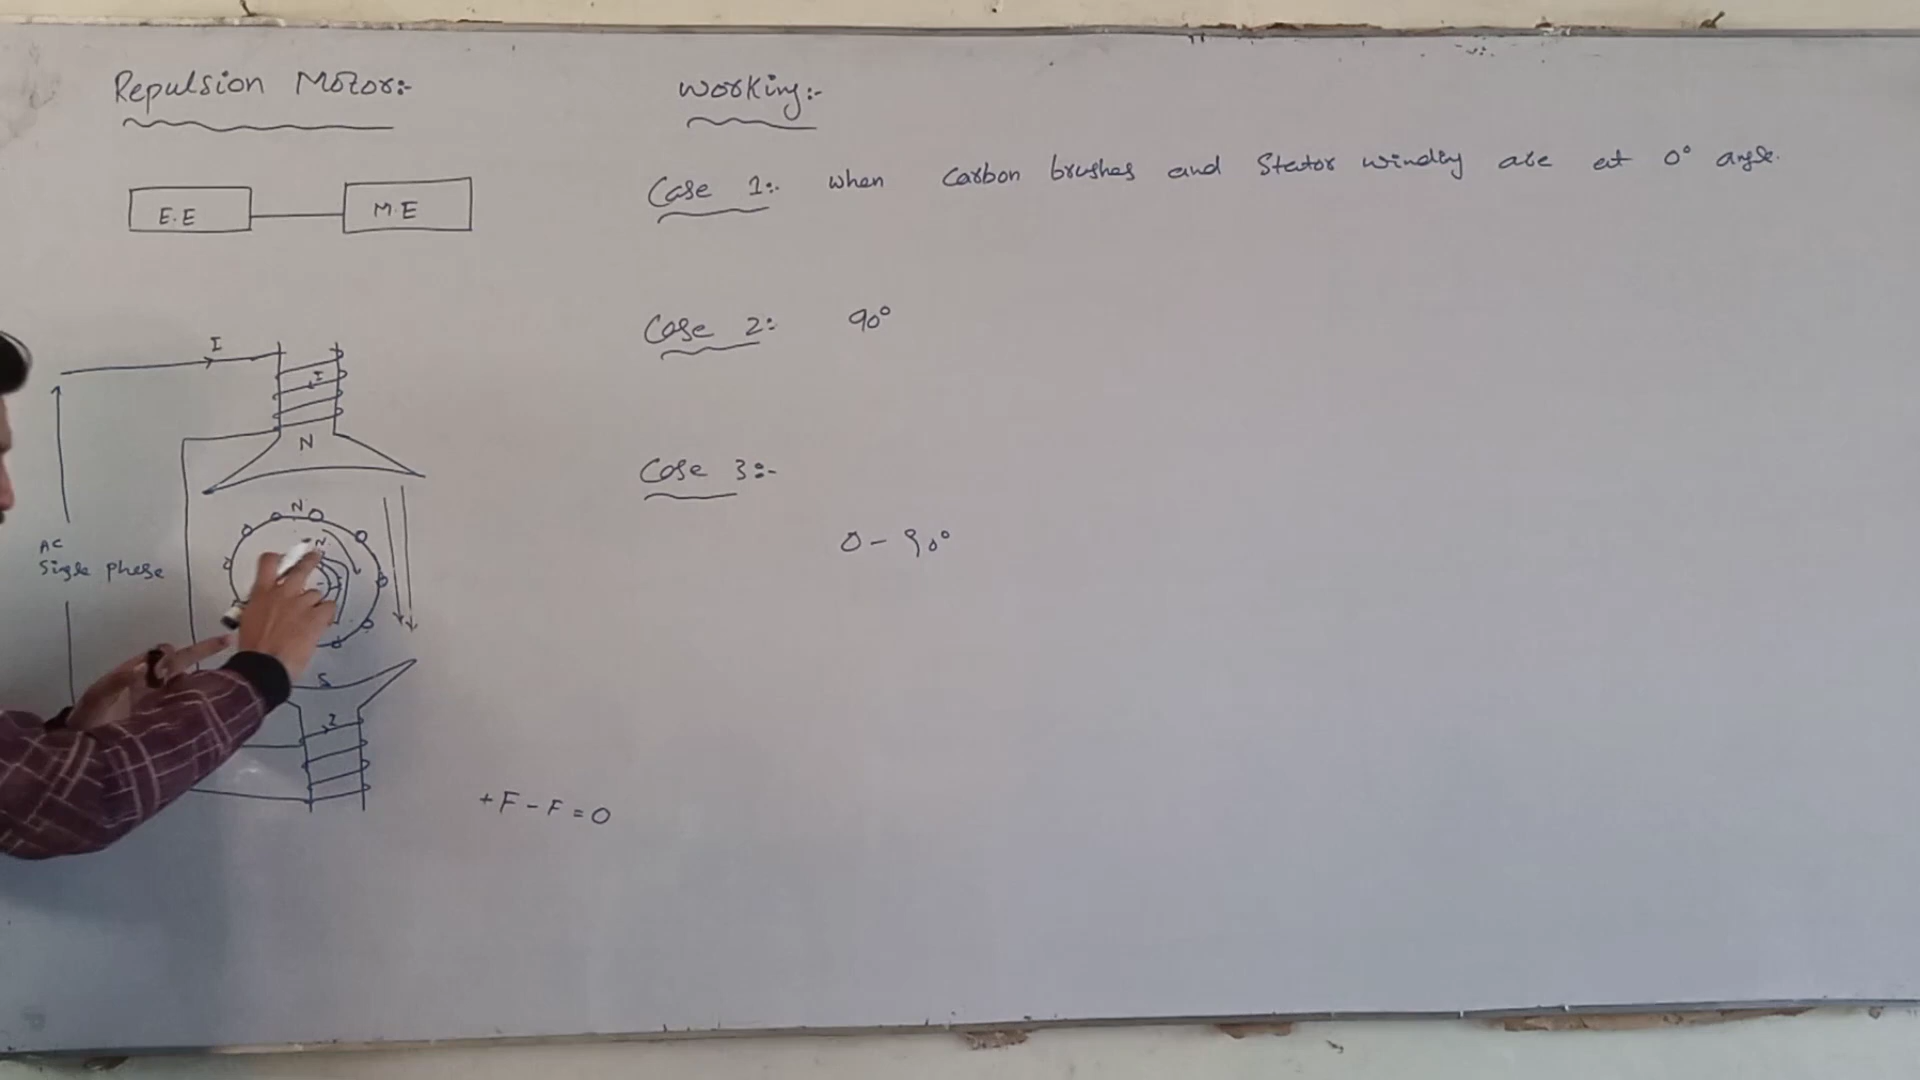 Repulsion Motor:-
E.E
M.E
I
I
N
N
N
AC
Single phase
S
I
+F-F=0
Working:-
Case 1:- When Carbon brushes and Stator winding are at 0° angle.
Case 2:- 90°
Case 3:-
0-90°